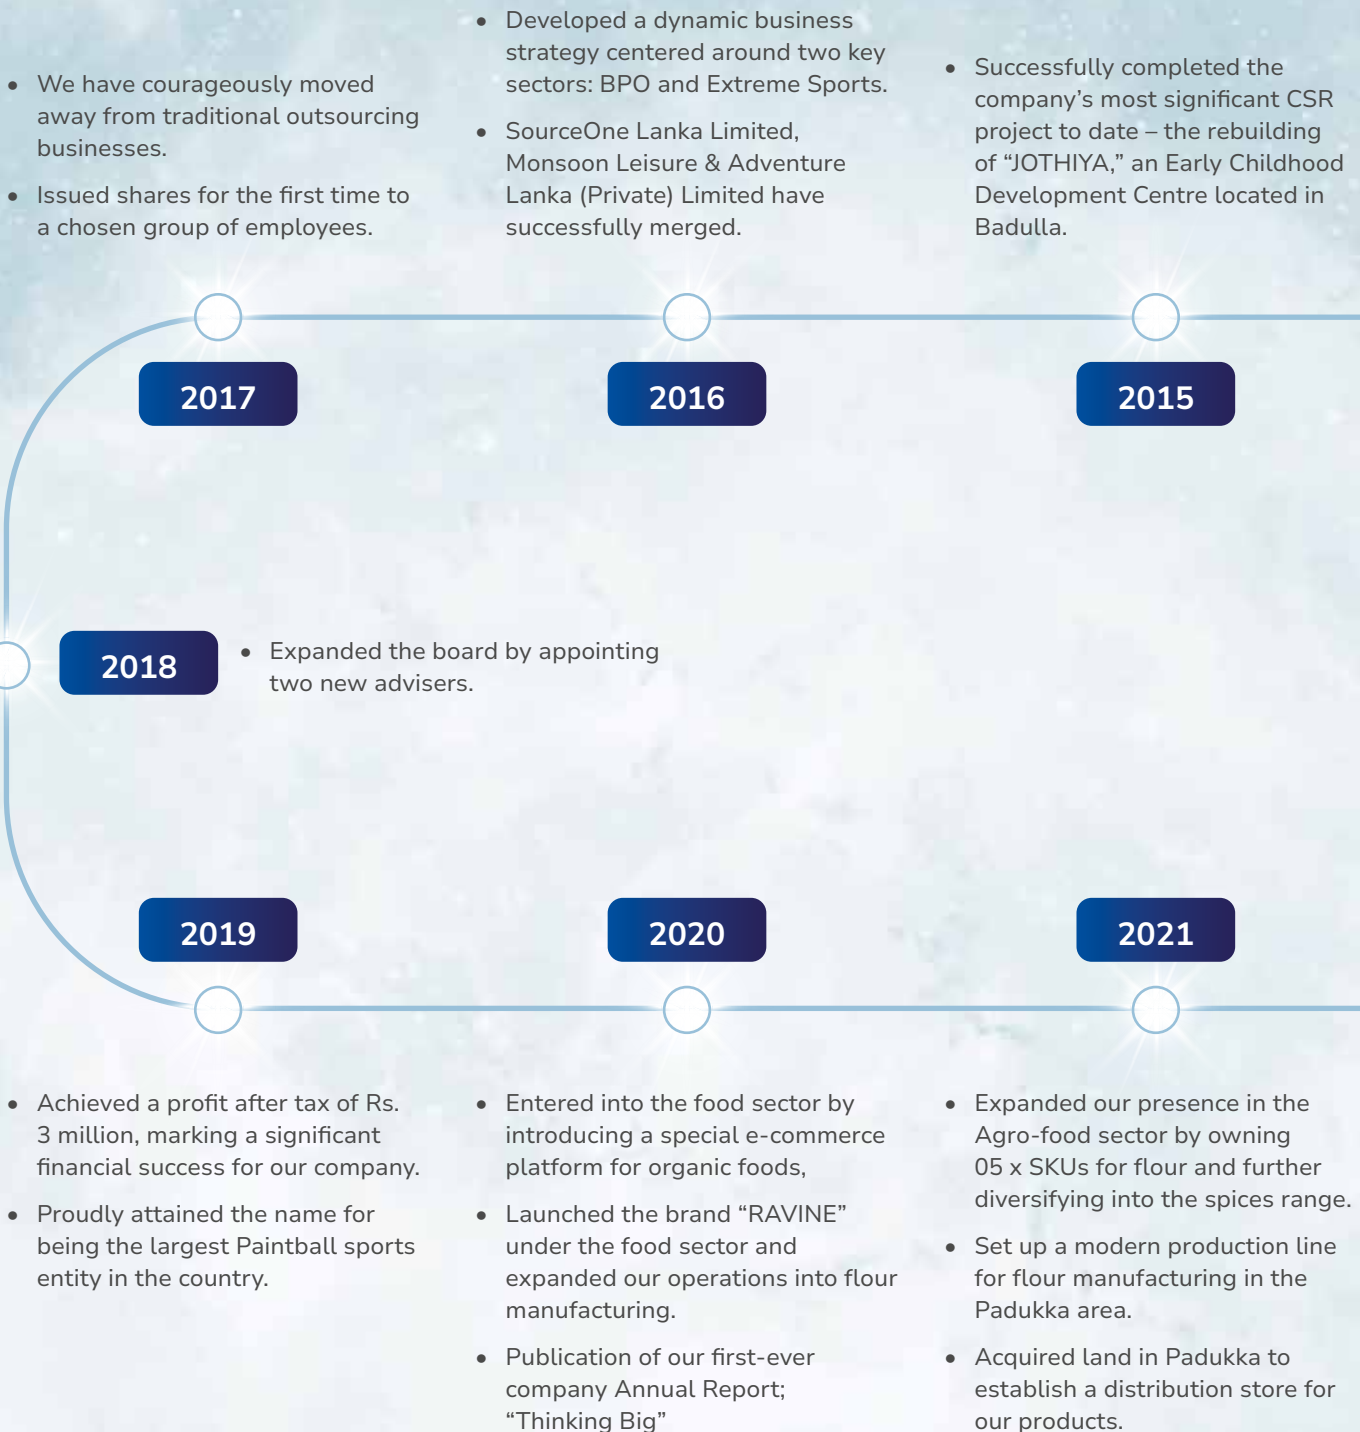 • Developed a dynamic business
strategy centered around two key
sectors: BPO and Extreme Sports.
• SourceOne Lanka Limited,
Monsoon Leisure & Adventure
Lanka (Private) Limited have
successfully merged.
• We have courageously moved
away from traditional outsourcing
businesses.
• Issued shares for the first time to
a chosen group of employees.
• Successfully completed the
company’s most significant CSR
project to date – the rebuilding
of “JOTHIYA,” an Early Childhood
Development Centre located in
Badulla.
2017
2016
2015
2018
• Expanded the board by appointing
two new advisers.
2019
2020
2021
• Achieved a profit after tax of Rs.
3 million, marking a significant
financial success for our company.
• Proudly attained the name for
being the largest Paintball sports
entity in the country.
• Entered into the food sector by
introducing a special e-commerce
platform for organic foods,
• Launched the brand “RAVINE”
under the food sector and
expanded our operations into flour
manufacturing.
• Publication of our first-ever
company Annual Report;
“Thinking Big”
• Expanded our presence in the
Agro-food sector by owning
05 x SKUs for flour and further
diversifying into the spices range.
• Set up a modern production line
for flour manufacturing in the
Padukka area.
• Acquired land in Padukka to
establish a distribution store for
our products.